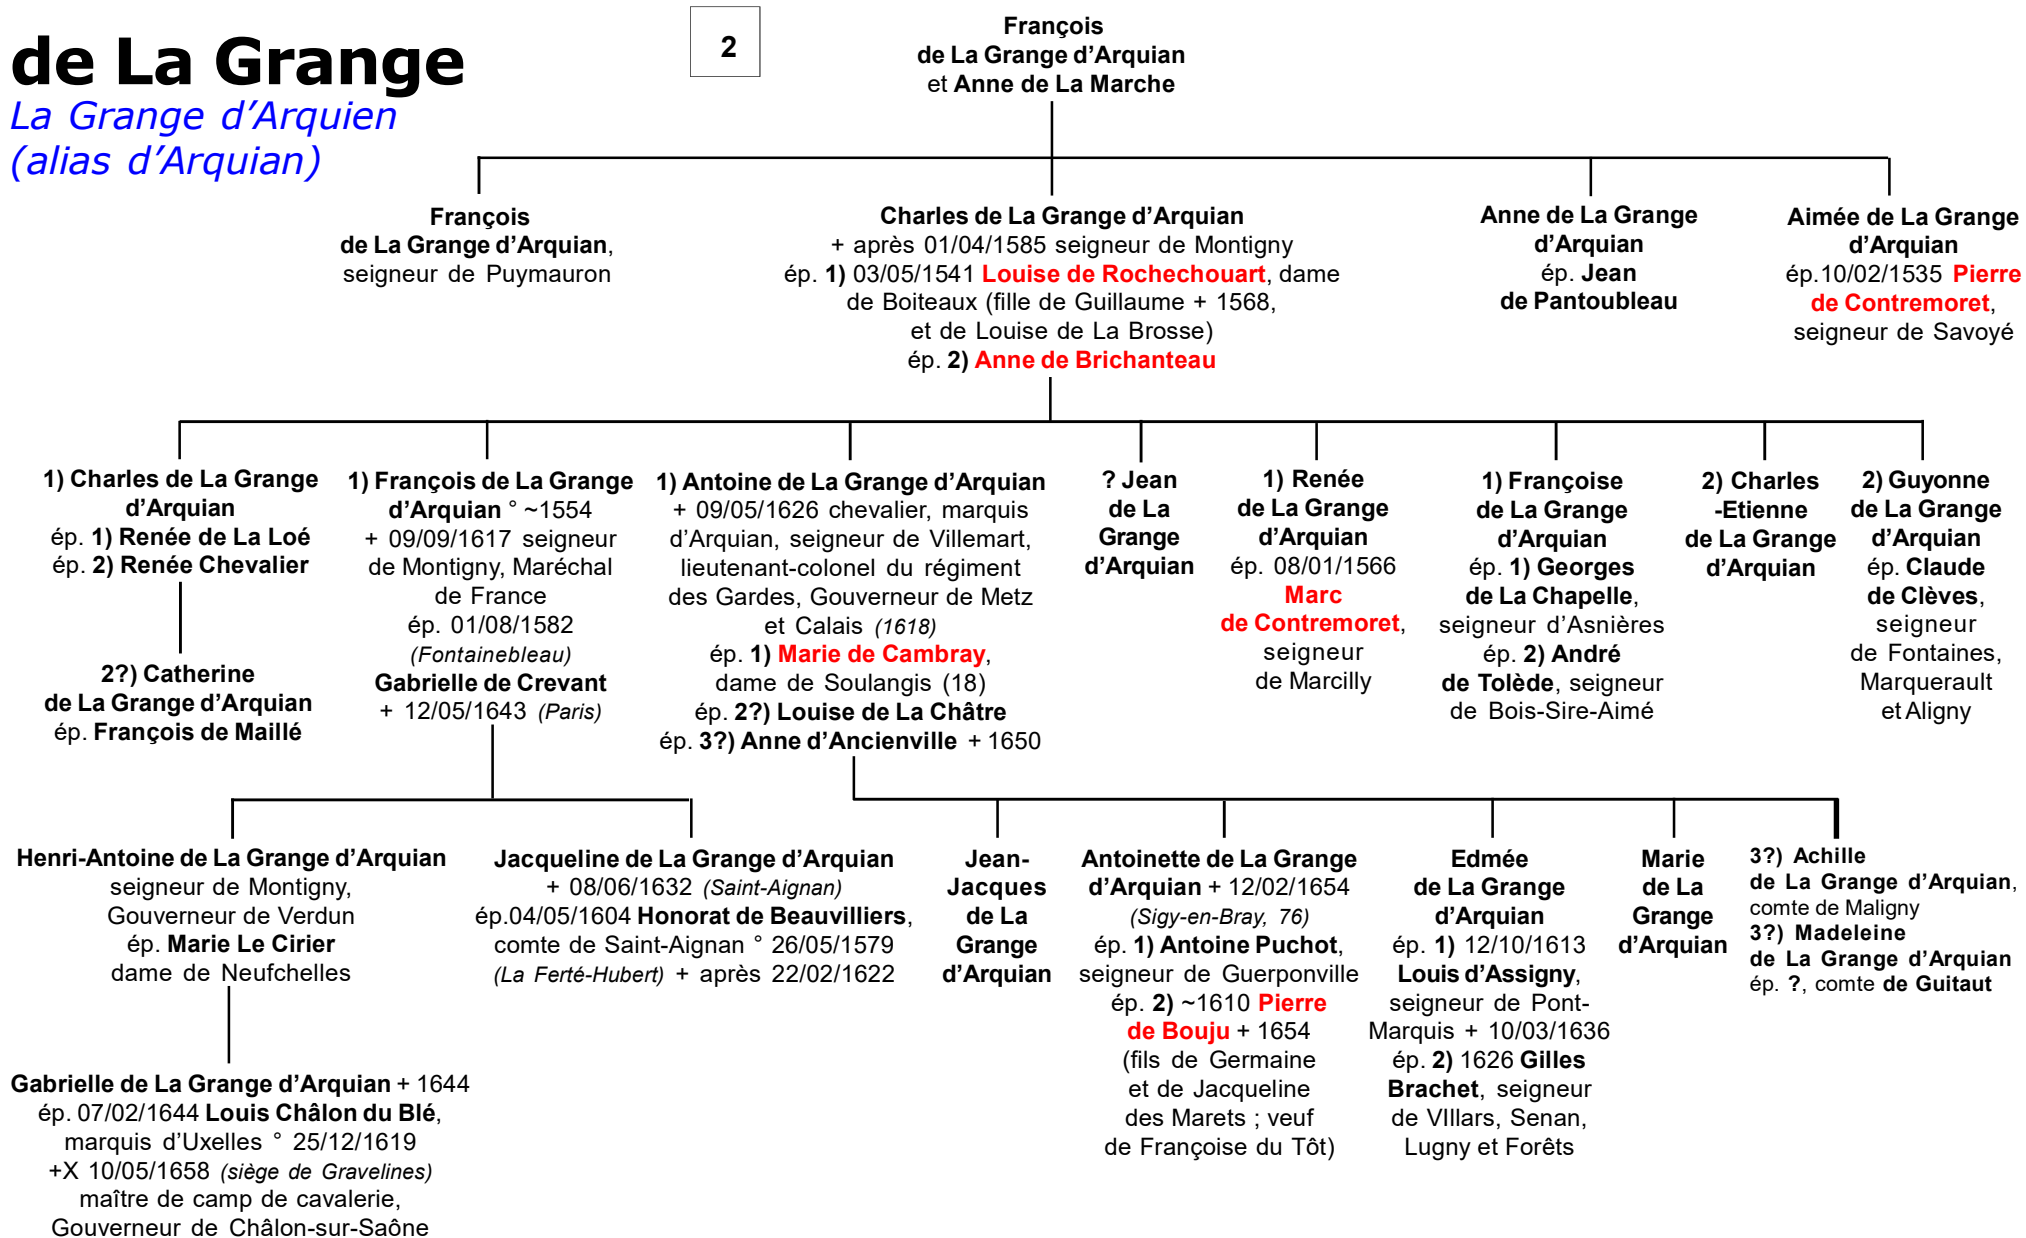 de La Grange
La Grange d’Arquien
(alias d’Arquian)
2
François
de La Grange d’Arquian
et Anne de La Marche
François
de La Grange d’Arquian,
seigneur de Puymauron
Charles de La Grange d’Arquian
+ après 01/04/1585 seigneur de Montigny
ép. 1) 03/05/1541 Louise de Rochechouart, dame
de Boiteaux (fille de Guillaume + 1568,
et de Louise de La Brosse)
ép. 2) Anne de Brichanteau
Anne de La Grange
d’Arquian
ép. Jean
de Pantoubleau
Aimée de La Grange
d’Arquian
ép.10/02/1535 Pierre
de Contremoret,
seigneur de Savoyé
1) Charles de La Grange
d’Arquian
ép. 1) Renée de La Loé
ép. 2) Renée Chevalier
2?) Catherine
de La Grange d’Arquian
ép. François de Maillé
1) François de La Grange
d’Arquian ° ~1554
+ 09/09/1617 seigneur
de Montigny, Maréchal
de France
ép. 01/08/1582
(Fontainebleau)
Gabrielle de Crevant
+ 12/05/1643 (Paris)
1) Antoine de La Grange d’Arquian
+ 09/05/1626 chevalier, marquis
d’Arquian, seigneur de Villemart,
lieutenant-colonel du régiment
des Gardes, Gouverneur de Metz
et Calais (1618)
ép. 1) Marie de Cambray,
dame de Soulangis (18)
ép. 2?) Louise de La Châtre
ép. 3?) Anne d’Ancienville + 1650
? Jean
de La
Grange
d’Arquian
1) Renée
de La Grange
d’Arquian
ép. 08/01/1566
Marc
de Contremoret,
seigneur
de Marcilly
1) Françoise
de La Grange
d’Arquian
ép. 1) Georges
de La Chapelle,
seigneur d’Asnières
ép. 2) André
de Tolède, seigneur
de Bois-Sire-Aimé
2) Charles
-Etienne
de La Grange
d’Arquian
2) Guyonne
de La Grange
d’Arquian
ép. Claude
de Clèves,
seigneur
de Fontaines,
Marquerault
et Aligny
Henri-Antoine de La Grange d’Arquian
seigneur de Montigny,
Gouverneur de Verdun
ép. Marie Le Cirier
dame de Neufchelles
Jacqueline de La Grange d’Arquian
+ 08/06/1632 (Saint-Aignan)
ép.04/05/1604 Honorat de Beauvilliers,
comte de Saint-Aignan ° 26/05/1579
(La Ferté-Hubert) + après 22/02/1622
Jean-
Jacques
de La
Grange
d’Arquian
Antoinette de La Grange
d’Arquian + 12/02/1654
(Sigy-en-Bray, 76)
ép. 1) Antoine Puchot,
seigneur de Guerponville
ép. 2) ~1610 Pierre
de Bouju + 1654
(fils de Germaine
et de Jacqueline
des Marets ; veuf
de Françoise du Tôt)
Edmée
de La Grange
d’Arquian
ép. 1) 12/10/1613
Louis d’Assigny,
seigneur de Pont-
Marquis + 10/03/1636
ép. 2) 1626 Gilles
Brachet, seigneur
de VIllars, Senan,
Lugny et Forêts
Marie
de La
Grange
d’Arquian
3?) Achille
de La Grange d’Arquian,
comte de Maligny
3?) Madeleine
de La Grange d’Arquian
ép. ?, comte de Guitaut
Gabrielle de La Grange d’Arquian + 1644
ép. 07/02/1644 Louis Châlon du Blé,
marquis d’Uxelles ° 25/12/1619
+X 10/05/1658 (siège de Gravelines)
maître de camp de cavalerie,
Gouverneur de Châlon-sur-Saône